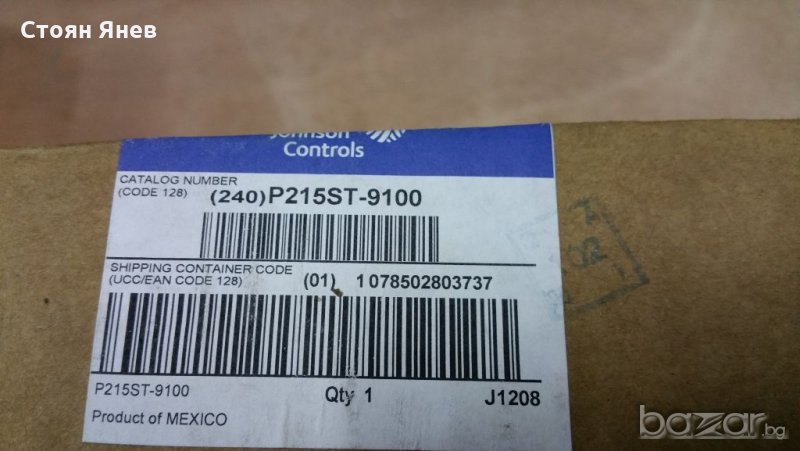 Стоян Янев
Johnson
Controls
CATALOG NUMBER
(CODE 128) (240)P215ST-9100
SHIPPING CONTAINER CODE
(UCC/EAN CODE 128) (01) 1 078502803737
P215ST-9100 Qty 1 J1208
Product of MEXICO
bazar.bg